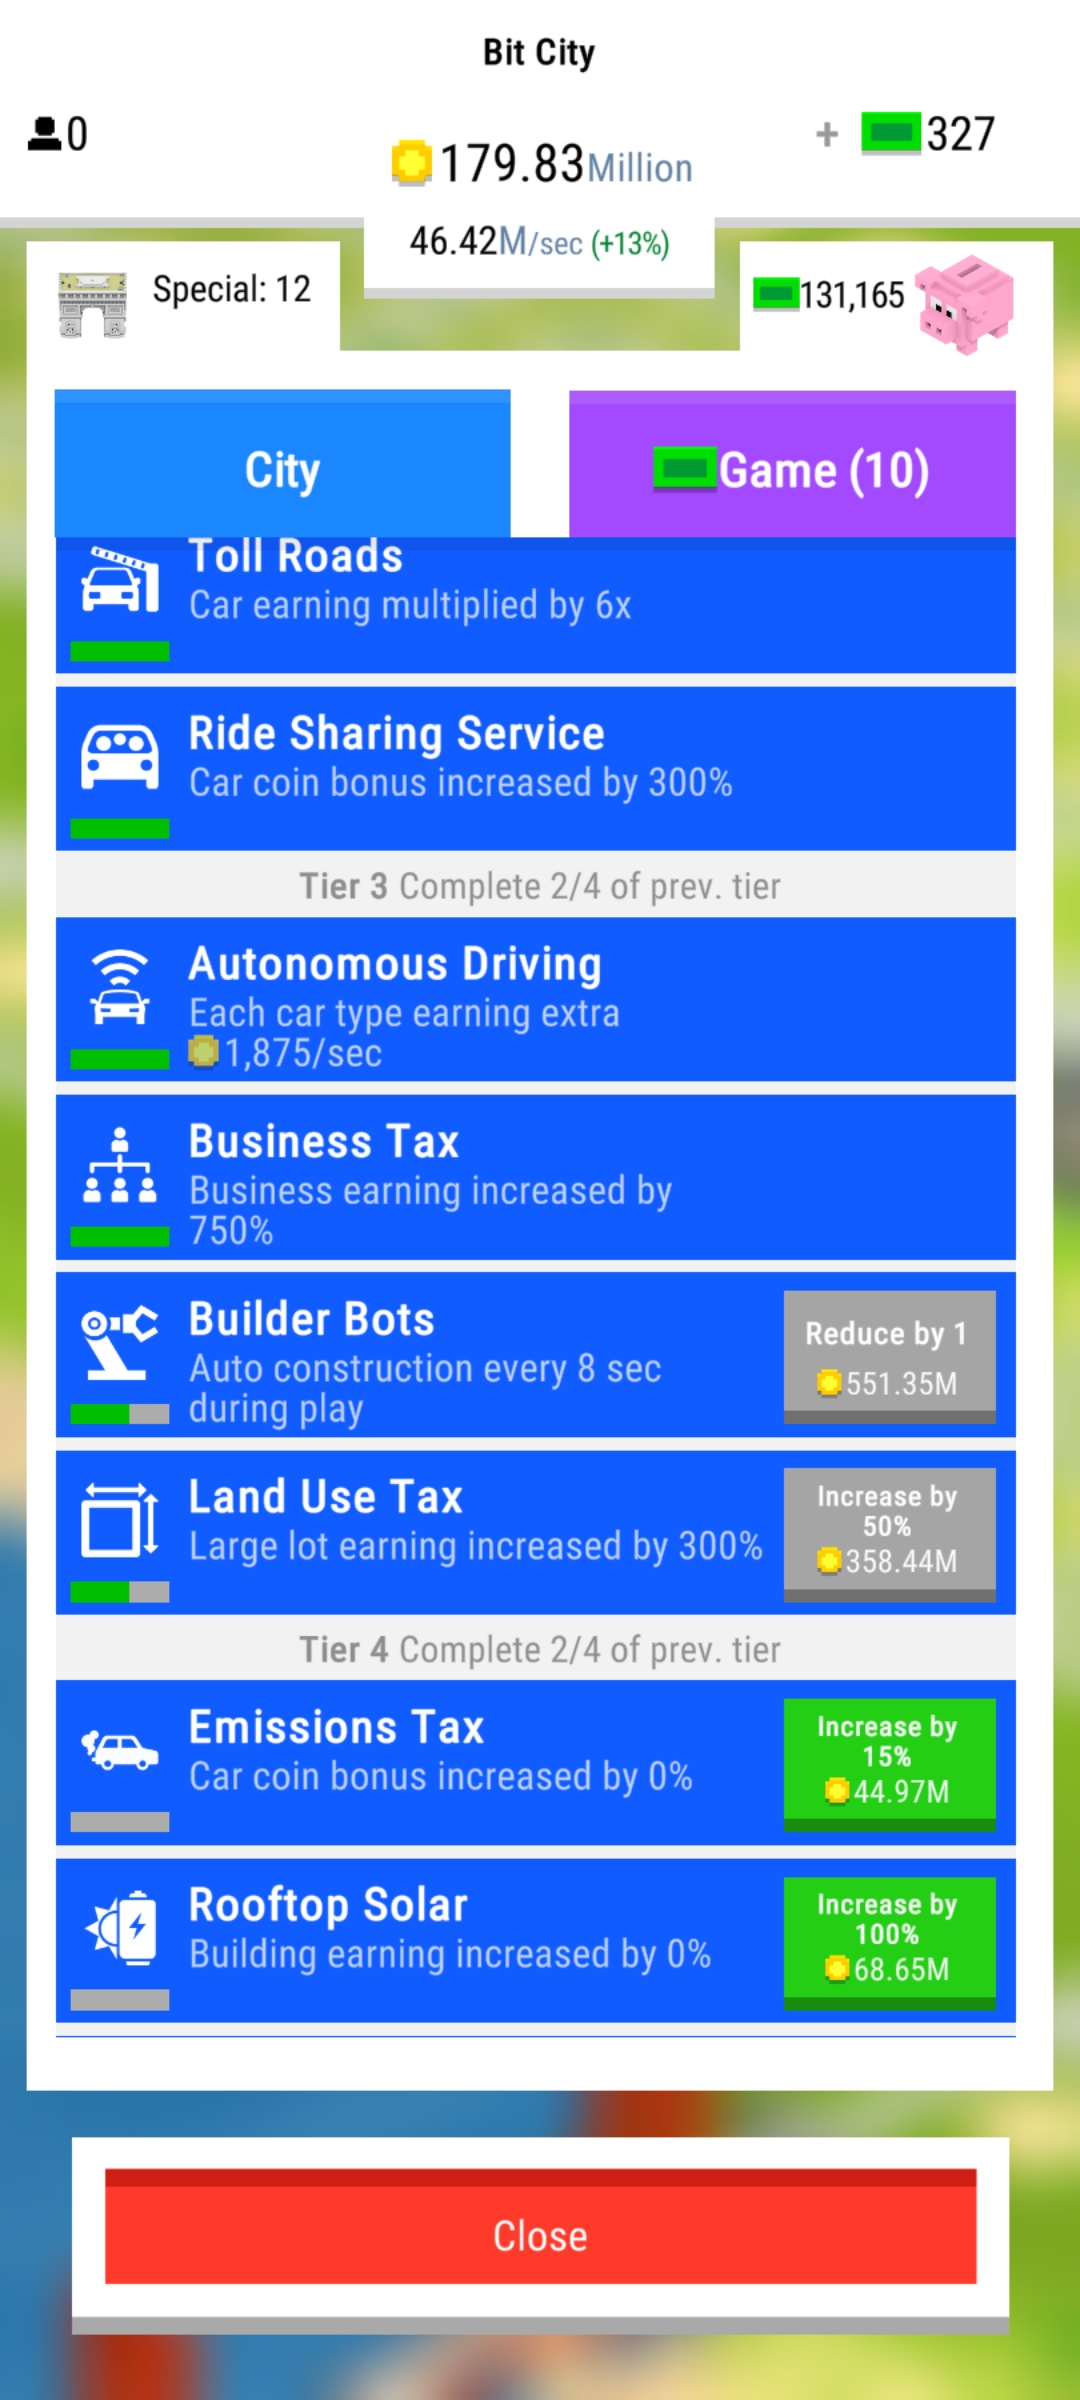 Bit City
0
179.83Million
+ 327
46.42M/sec (+13%)
Special: 12
131,165
City
Game (10)
Toll Roads
Car earning multiplied by 6x
Ride Sharing Service
Car coin bonus increased by 300%
Tier 3 Complete 2/4 of prev. tier
Autonomous Driving
Each car type earning extra
1,875/sec
Business Tax
Business earning increased by
750%
Builder Bots
Auto construction every 8 sec
during play
Reduce by 1
551.35M
Land Use Tax
Large lot earning increased by 300%
Increase by
50%
358.44M
Tier 4 Complete 2/4 of prev. tier
Emissions Tax
Car coin bonus increased by 0%
Increase by
15%
44.97M
Rooftop Solar
Building earning increased by 0%
Increase by
100%
68.65M
Close